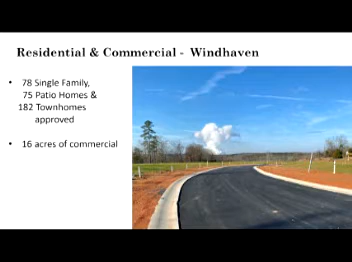 Residential & Commercial - Windhaven
• 78 Single Family,
75 Patio Homes &
182 Townhomes
approved
• 16 acres of commercial